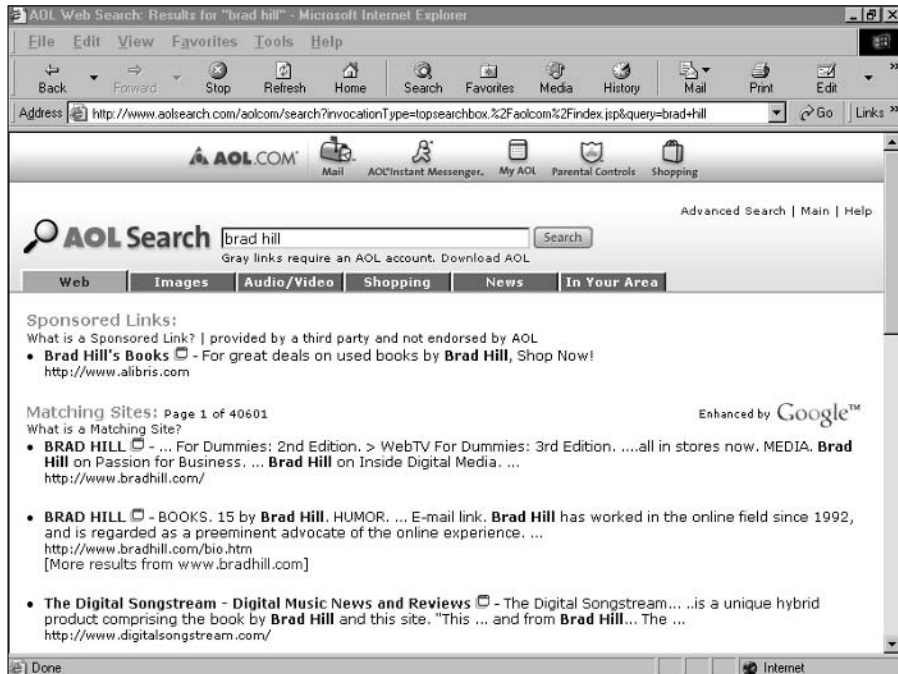 AOL Web Search: Results for "brad hill" - Microsoft Internet Explorer
File Edit View Favorites Tools Help
Back Forward Stop Refresh Home Search Favorites Media History Mail Print Edit
Address http://www.aolsearch.com/aolcom/search?invocationType=topsearchbox.%2Faolcom%2Findex.jsp&query=brad+hill Go Links »
AOL.COM
Mail AOL Instant Messenger. My AOL Parental Controls Shopping
Advanced Search | Main | Help
AOL Search brad hill Search
Gray links require an AOL account. Download AOL
Web Images Audio/Video Shopping News In Your Area
Sponsored Links:
What is a Sponsored Link? | provided by a third party and not endorsed by AOL
• Brad Hill's Books - For great deals on used books by Brad Hill, Shop Now!
http://www.alibris.com
Matching Sites: Page 1 of 40601 Enhanced by Google™
What is a Matching Site?
• BRAD HILL - ... For Dummies: 2nd Edition. > WebTV For Dummies: 3rd Edition. ....all in stores now. MEDIA. Brad
Hill on Passion for Business. ... Brad Hill on Inside Digital Media. ...
http://www.bradhill.com/
• BRAD HILL - BOOKS. 15 by Brad Hill. HUMOR. ... E-mail link. Brad Hill has worked in the online field since 1992,
and is regarded as a preeminent advocate of the online experience. ...
http://www.bradhill.com/bio.htm
[More results from www.bradhill.com]
• The Digital Songstream - Digital Music News and Reviews - The Digital Songstream... ..is a unique hybrid
product comprising the book by Brad Hill and this site. "This ... and from Brad Hill... The ...
http://www.digitalsongstream.com/
Done Internet